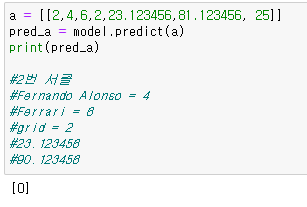 a = [[2,4,6,2,23.123456,81.123456, 25]]
pred_a = model.predict(a)
print(pred_a)
#2번 서클
#Fernando Alonso = 4
#Ferrari = 6
#grid = 2
#23.123456
#90.123456
[0]